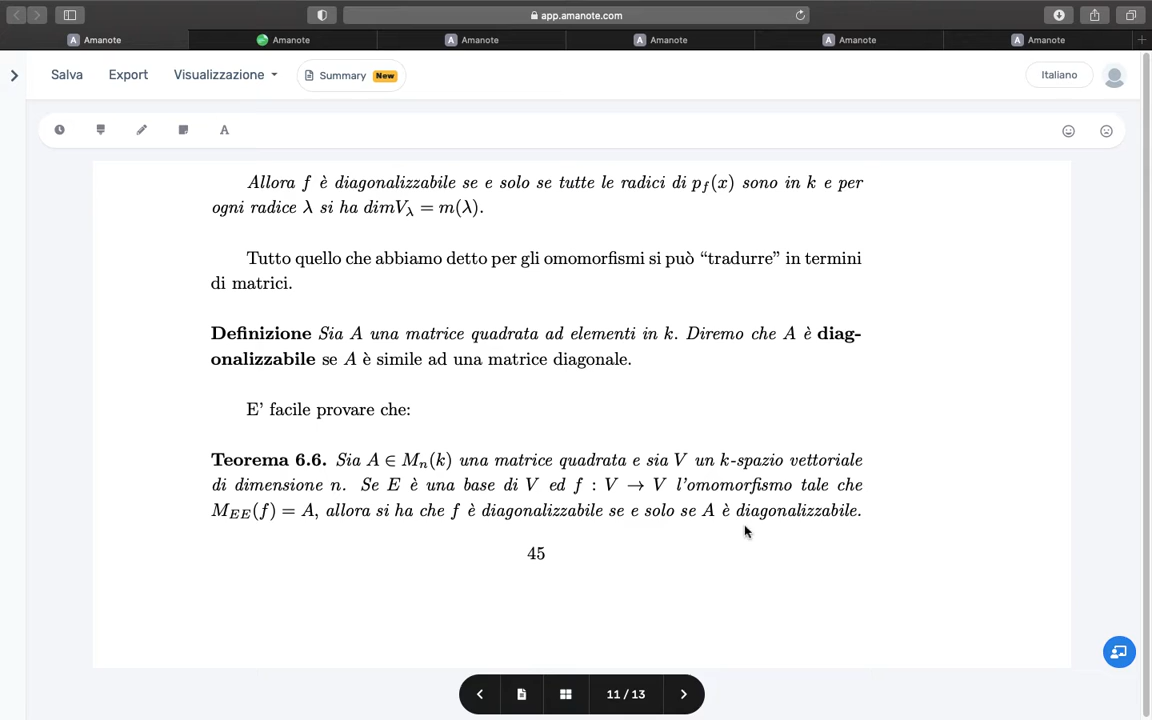 app.amanote.com
Amanote
Amanote
Amanote
Amanote
Amanote
Amanote
Salva Export Visualizzazione Summary New Italiano
Allora f è diagonalizzabile se e solo se tutte le radici di p_f(x) sono in k e per
ogni radice λ si ha dimV_λ = m(λ).
Tutto quello che abbiamo detto per gli omomorfismi si può “tradurre” in termini
di matrici.
Definizione Sia A una matrice quadrata ad elementi in k. Diremo che A è diag-
onalizzabile se A è simile ad una matrice diagonale.
E’ facile provare che:
Teorema 6.6. Sia A ∈ M_n(k) una matrice quadrata e sia V un k-spazio vettoriale
di dimensione n. Se E è una base di V ed f : V → V l’omomorfismo tale che
M_{EE}(f) = A, allora si ha che f è diagonalizzabile se e solo se A è diagonalizzabile.
45
11 / 13